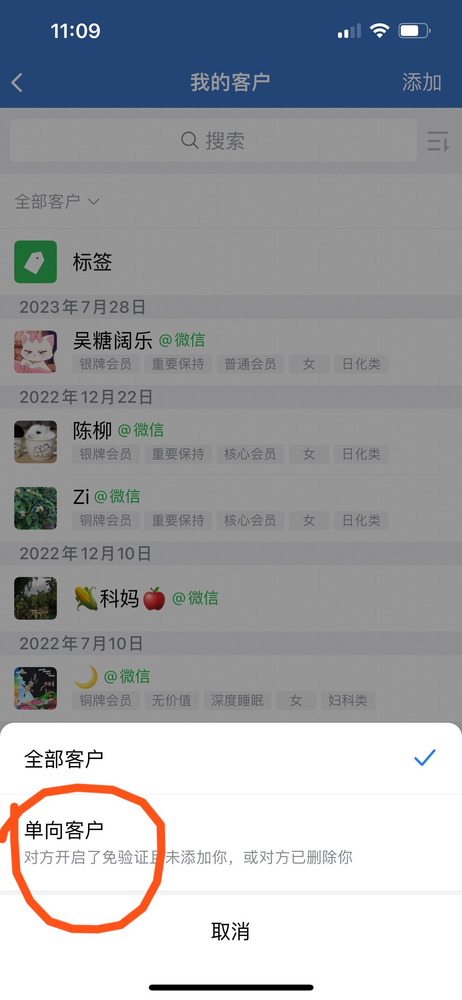 11:09
我的客户
添加
搜索
全部客户
标签
2023年7月28日
吴糖阔乐 @微信
银牌会员 重要保持 普通会员 女 日化类
2022年12月22日
陈柳 @微信
银牌会员 重要保持 核心会员 女 日化类
Zi @微信
铜牌会员 重要保持 核心会员 女 日化类
2022年12月10日
🌽科妈🍎 @微信
2022年7月10日
🌙 @微信
铜牌会员 无价值 深度睡眠 女 妇科类
全部客户
单向客户
对方开启了免验证且未添加你，或对方已删除你
取消